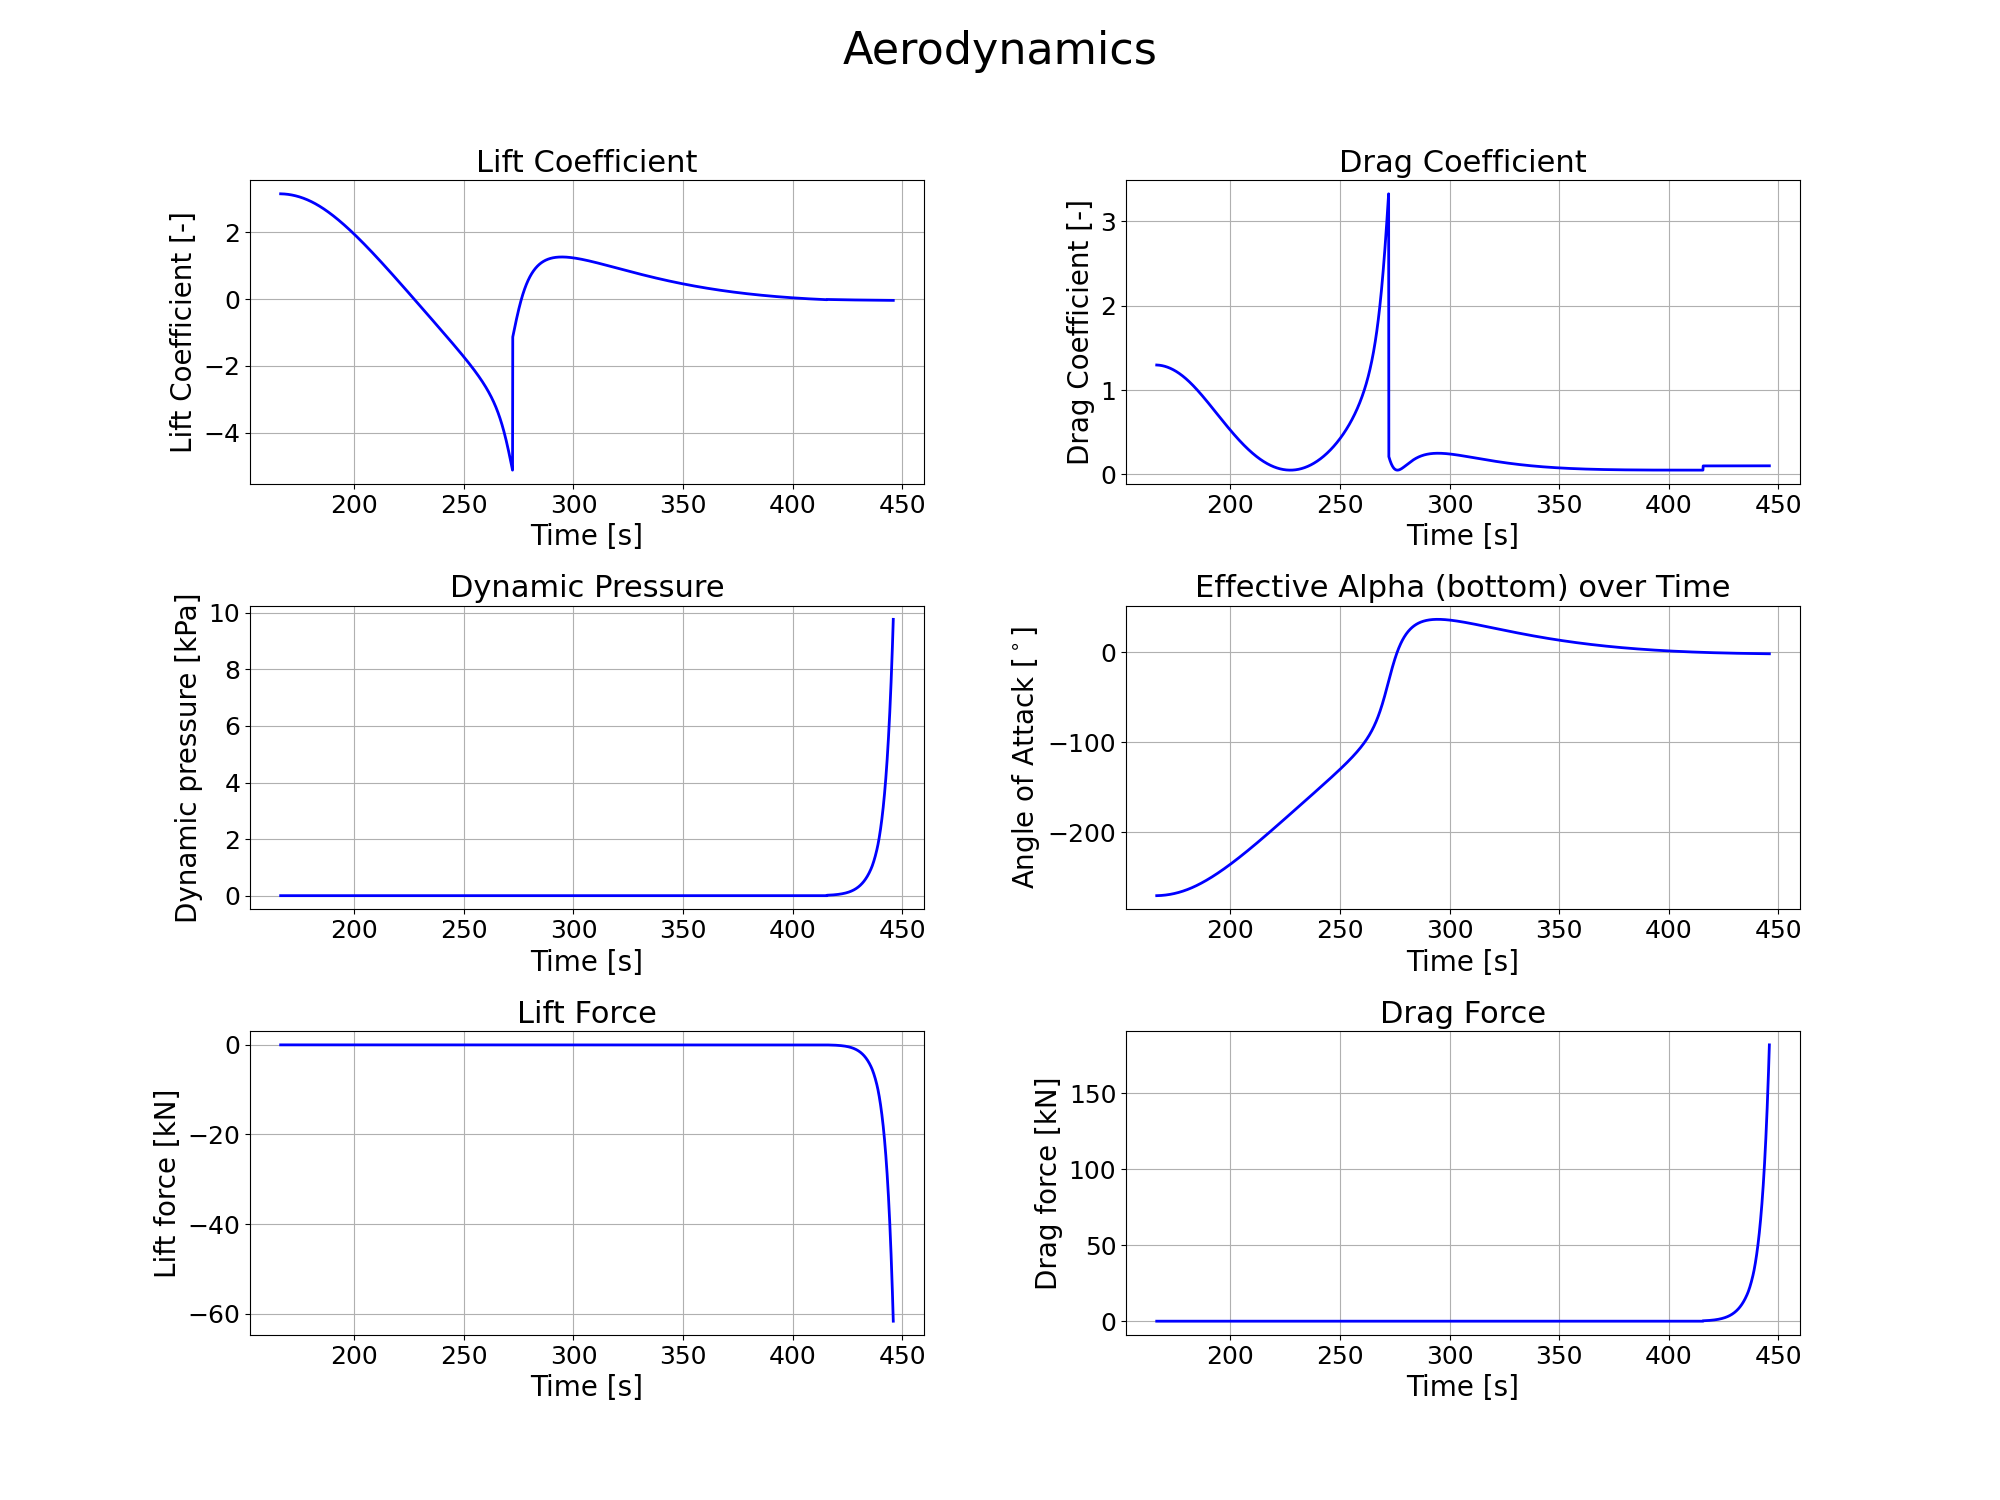 Aerodynamics
Lift Coefficient
Lift Coefficient [-]
2
0
−2
−4
200 250 300 350 400 450
Time [s]
Drag Coefficient
Drag Coefficient [-]
3
2
1
0
200 250 300 350 400 450
Time [s]
Dynamic Pressure
Dynamic pressure [kPa]
10
8
6
4
2
0
200 250 300 350 400 450
Time [s]
Effective Alpha (bottom) over Time
Angle of Attack [°]
0
−100
−200
200 250 300 350 400 450
Time [s]
Lift Force
Lift force [kN]
0
−20
−40
−60
200 250 300 350 400 450
Time [s]
Drag Force
Drag force [kN]
150
100
50
0
200 250 300 350 400 450
Time [s]